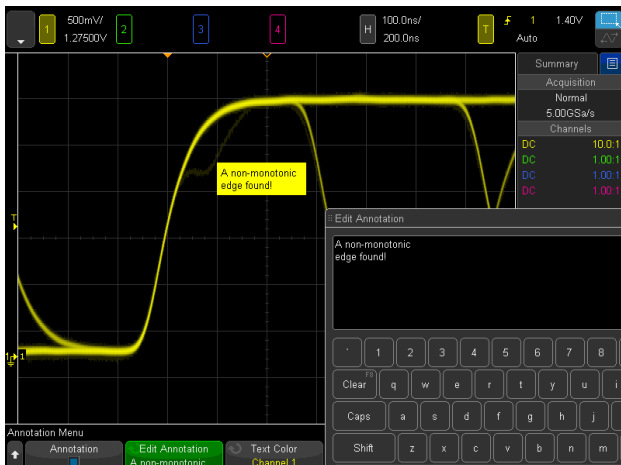 1 500mV/ 2 3 4 H 100.0ns/ T 1 1.40V
1.27500V 200.0ns Auto
Summary
Acquisition
Normal
5.00GSa/s
Channels
DC 10.0:1
DC 1.00:1
DC 1.00:1
DC 1.00:1
A non-monotonic
edge found!
T
1
Edit Annotation
A non-monotonic
edge found!
` 1 2 3 4 5 6 7 8
F8
Clear q w e r t y u i
Caps a s d f g h j
Shift z x c v b n m
Annotation Menu
Annotation Edit Annotation Text Color
A non-monotonic Channel 1